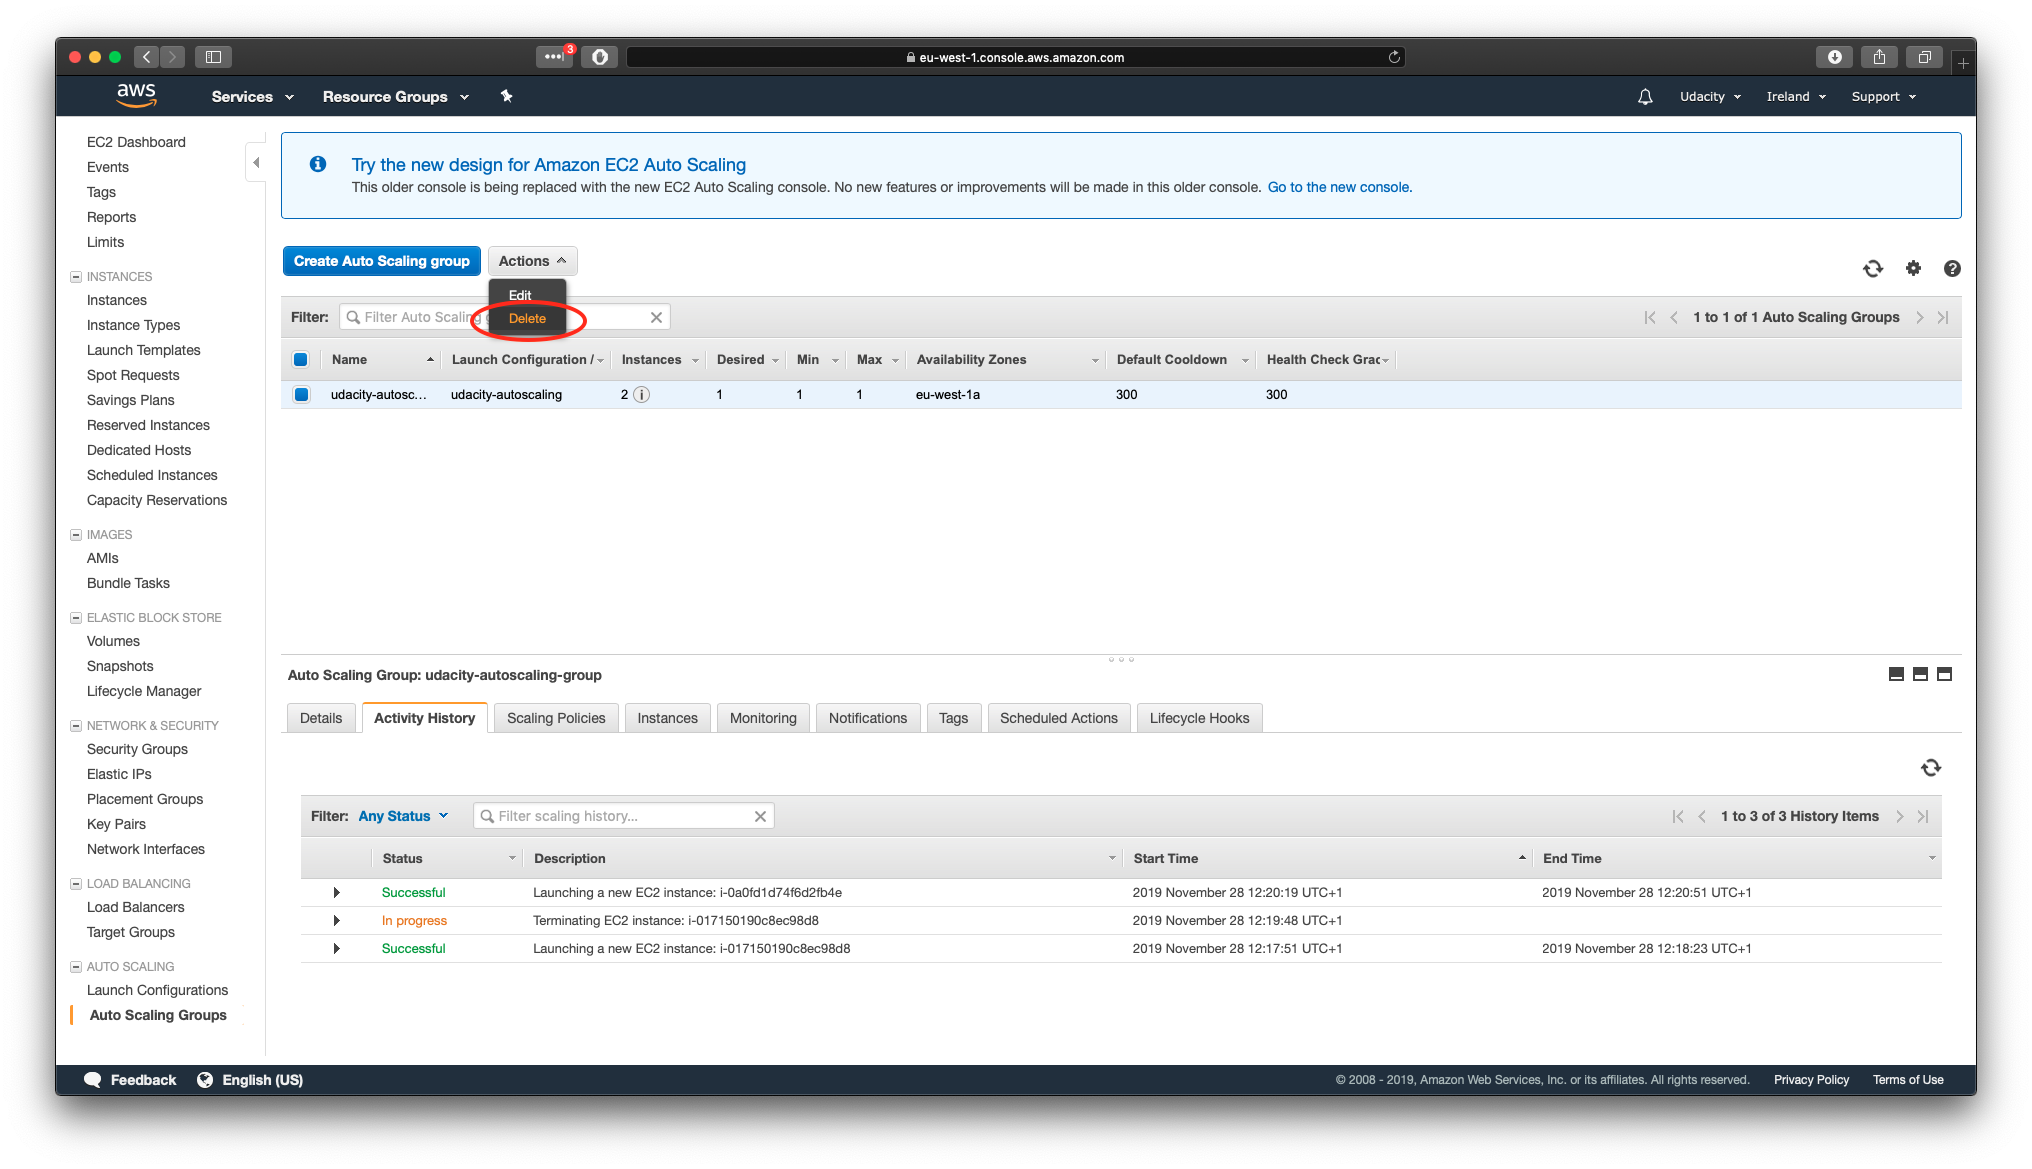 3
eu-west-1.console.aws.amazon.com
aws
Services
Resource Groups
Udacity
Ireland
Support
EC2 Dashboard
Events
Tags
Reports
Limits
INSTANCES
Instances
Instance Types
Launch Templates
Spot Requests
Savings Plans
Reserved Instances
Dedicated Hosts
Scheduled Instances
Capacity Reservations
IMAGES
AMIs
Bundle Tasks
ELASTIC BLOCK STORE
Volumes
Snapshots
Lifecycle Manager
NETWORK & SECURITY
Security Groups
Elastic IPs
Placement Groups
Key Pairs
Network Interfaces
LOAD BALANCING
Load Balancers
Target Groups
AUTO SCALING
Launch Configurations
Auto Scaling Groups
Try the new design for Amazon EC2 Auto Scaling
This older console is being replaced with the new EC2 Auto Scaling console. No new features or improvements will be made in this older console. Go to the new console.
Create Auto Scaling group
Actions
Edit
Delete
Filter: Filter Auto Scaling g
1 to 1 of 1 Auto Scaling Groups
Name Launch Configuration / Instances Desired Min Max Availability Zones Default Cooldown Health Check Grac
udacity-autosc... udacity-autoscaling 2 1 1 1 eu-west-1a 300 300
Auto Scaling Group: udacity-autoscaling-group
Details Activity History Scaling Policies Instances Monitoring Notifications Tags Scheduled Actions Lifecycle Hooks
Filter: Any Status Filter scaling history... 1 to 3 of 3 History Items
Status Description Start Time End Time
Successful Launching a new EC2 instance: i-0a0fd1d74f6d2fb4e 2019 November 28 12:20:19 UTC+1 2019 November 28 12:20:51 UTC+1
In progress Terminating EC2 instance: i-017150190c8ec98d8 2019 November 28 12:19:48 UTC+1
Successful Launching a new EC2 instance: i-017150190c8ec98d8 2019 November 28 12:17:51 UTC+1 2019 November 28 12:18:23 UTC+1
Feedback English (US) © 2008 - 2019, Amazon Web Services, Inc. or its affiliates. All rights reserved. Privacy Policy Terms of Use